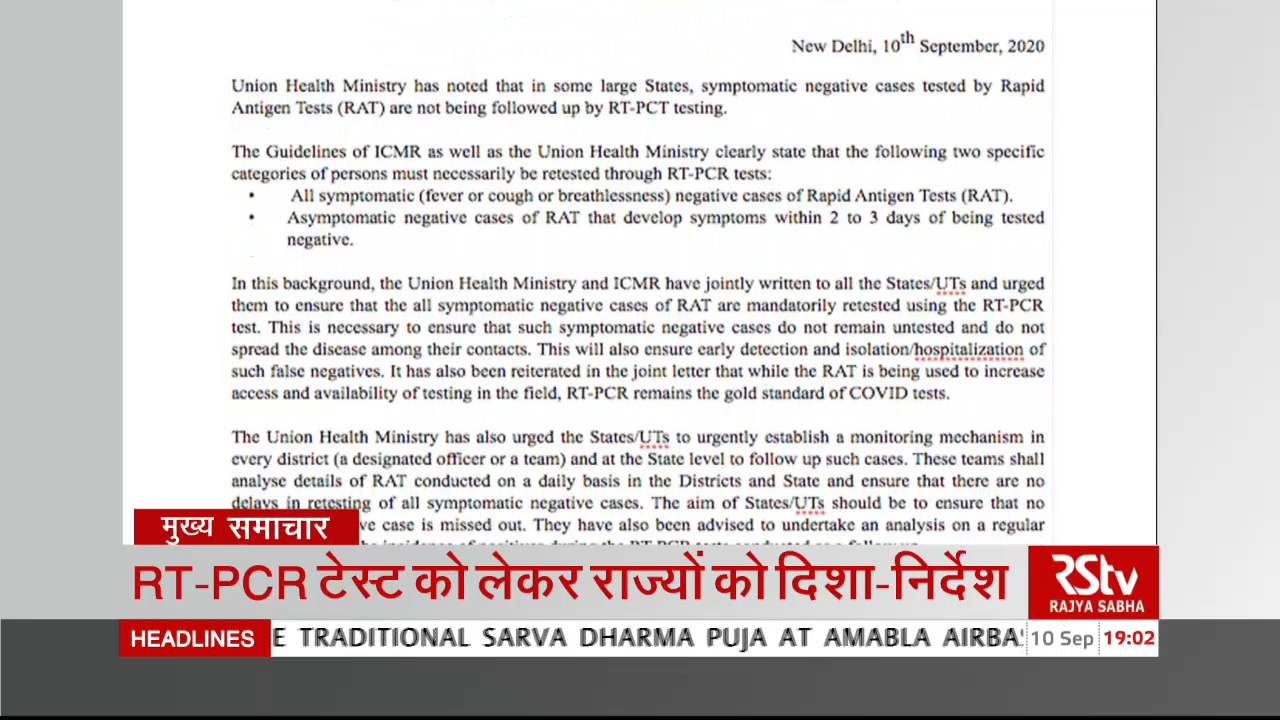 New Delhi, 10th September, 2020
Union Health Ministry has noted that in some large States, symptomatic negative cases tested by Rapid
Antigen Tests (RAT) are not being followed up by RT-PCT testing.
The Guidelines of ICMR as well as the Union Health Ministry clearly state that the following two specific
categories of persons must necessarily be retested through RT-PCR tests:
• All symptomatic (fever or cough or breathlessness) negative cases of Rapid Antigen Tests (RAT).
• Asymptomatic negative cases of RAT that develop symptoms within 2 to 3 days of being tested
negative.
In this background, the Union Health Ministry and ICMR have jointly written to all the States/UTs and urged
them to ensure that the all symptomatic negative cases of RAT are mandatorily retested using the RT-PCR
test. This is necessary to ensure that such symptomatic negative cases do not remain untested and do not
spread the disease among their contacts. This will also ensure early detection and isolation/hospitalization of
such false negatives. It has also been reiterated in the joint letter that while the RAT is being used to increase
access and availability of testing in the field, RT-PCR remains the gold standard of COVID tests.
The Union Health Ministry has also urged the States/UTs to urgently establish a monitoring mechanism in
every district (a designated officer or a team) and at the State level to follow up such cases. These teams shall
analyse details of RAT conducted on a daily basis in the Districts and State and ensure that there are no
delays in retesting of all symptomatic negative cases. The aim of States/UTs should be to ensure that no
ve case is missed out. They have also been advised to undertake an analysis on a regular
मुख्य समाचार
RT-PCR टेस्ट को लेकर राज्यों को दिशा-निर्देश
RStv
RAJYA SABHA
HEADLINES E TRADITIONAL SARVA DHARMA PUJA AT AMABLA AIRBA 10 Sep 19:02